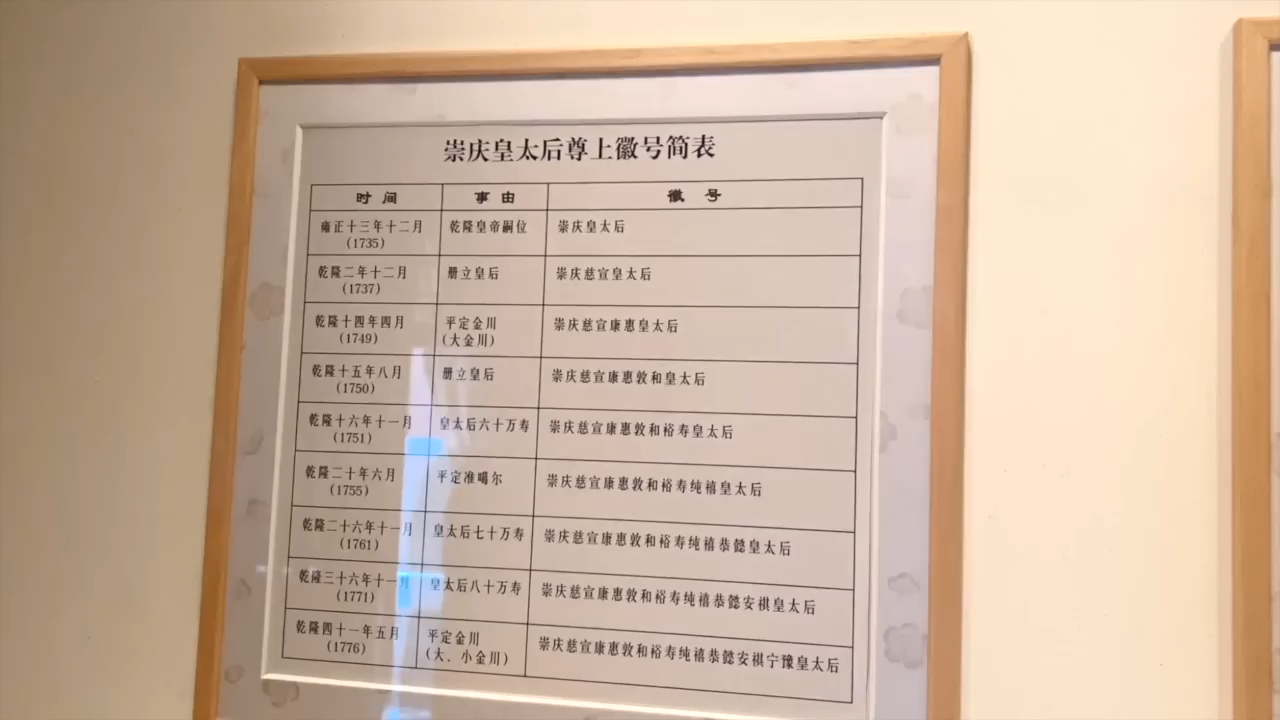 崇庆皇太后尊上徽号简表
时间 事由 徽号
雍正十三年十二月 乾隆皇帝嗣位 崇庆皇太后
(1735)
乾隆二年十二月 册立皇后 崇庆慈宣皇太后
(1737)
乾隆十四年四月 平定金川 崇庆慈宣康惠皇太后
(1749) (大金川)
乾隆十五年八月 册立皇后 崇庆慈宣康惠敦和皇太后
(1750)
乾隆十六年十一月 皇太后六十万寿 崇庆慈宣康惠敦和裕寿皇太后
(1751)
乾隆二十年六月 平定准噶尔 崇庆慈宣康惠敦和裕寿纯禧皇太后
(1755)
乾隆二十六年十一月 皇太后七十万寿 崇庆慈宣康惠敦和裕寿纯禧恭懿皇太后
(1761)
乾隆三十六年十一月 皇太后八十万寿 崇庆慈宣康惠敦和裕寿纯禧恭懿安祺皇太后
(1771)
乾隆四十一年五月 平定金川 崇庆慈宣康惠敦和裕寿纯禧恭懿安祺宁豫皇太后
(1776) (大、小金川)